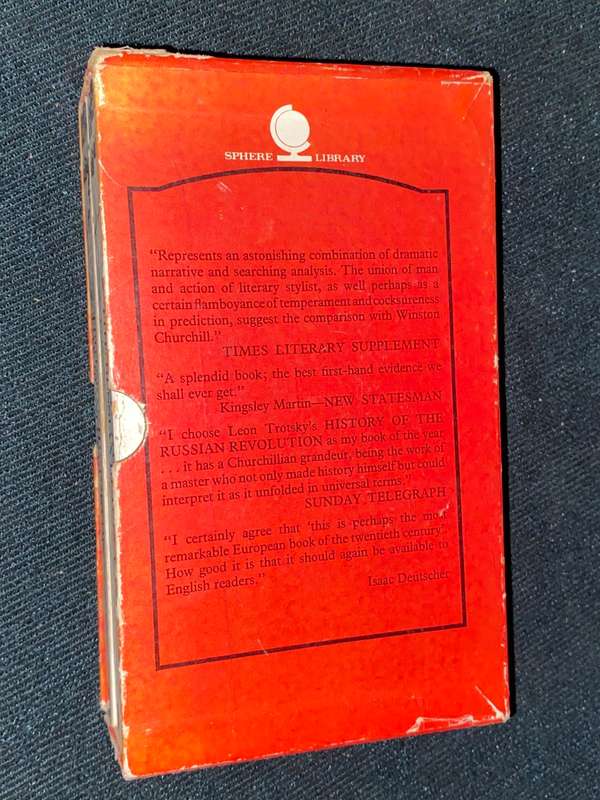 SPHERE LIBRARY
“Represents an astonishing combination of dramatic
narrative and searching analysis. The union of man
and action of literary stylist, as well perhaps as a
certain flamboyance of temperament and cocksureness
in prediction, suggest the comparison with Winston
Churchill.”
TIMES LITERARY SUPPLEMENT
“A splendid book; the best first-hand evidence we
shall ever get.”
Kingsley Martin—NEW STATESMAN
“I choose Leon Trotsky's HISTORY OF THE
RUSSIAN REVOLUTION as my book of the year
. . . it has a Churchillian grandeur, being the work of
a master who not only made history himself but could
interpret it as it unfolded in universal terms.”
SUNDAY TELEGRAPH
“I certainly agree that ‘this is perhaps the most
remarkable European book of the twentieth century’.
How good it is that it should again be available to
English readers.”
Isaac Deutscher